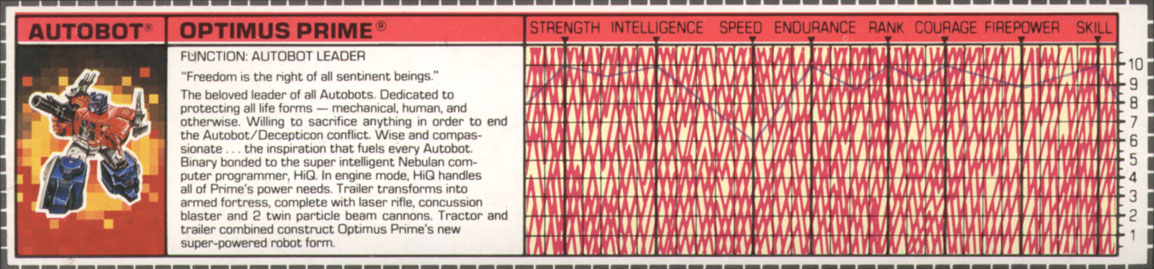 AUTOBOT®
OPTIMUS PRIME®
FUNCTION: AUTOBOT LEADER
"Freedom is the right of all sentient beings."
The beloved leader of all Autobots. Dedicated to
protecting all life forms — mechanical, human, and
otherwise. Willing to sacrifice anything in order to end
the Autobot/Decepticon conflict. Wise and compas-
sionate . . . the inspiration that fuels every Autobot.
Binary bonded to the super intelligent Nebulan com-
puter programmer, HiQ. In engine mode, HiQ handles
all of Prime's power needs. Trailer transforms into
armed fortress, complete with laser rifle, concussion
blaster and 2 twin particle beam cannons. Tractor and
trailer combined construct Optimus Prime's new
super-powered robot form.
STRENGTH INTELLIGENCE SPEED ENDURANCE RANK COURAGE FIREPOWER SKILL
10
9
8
7
6
5
4
3
2
1